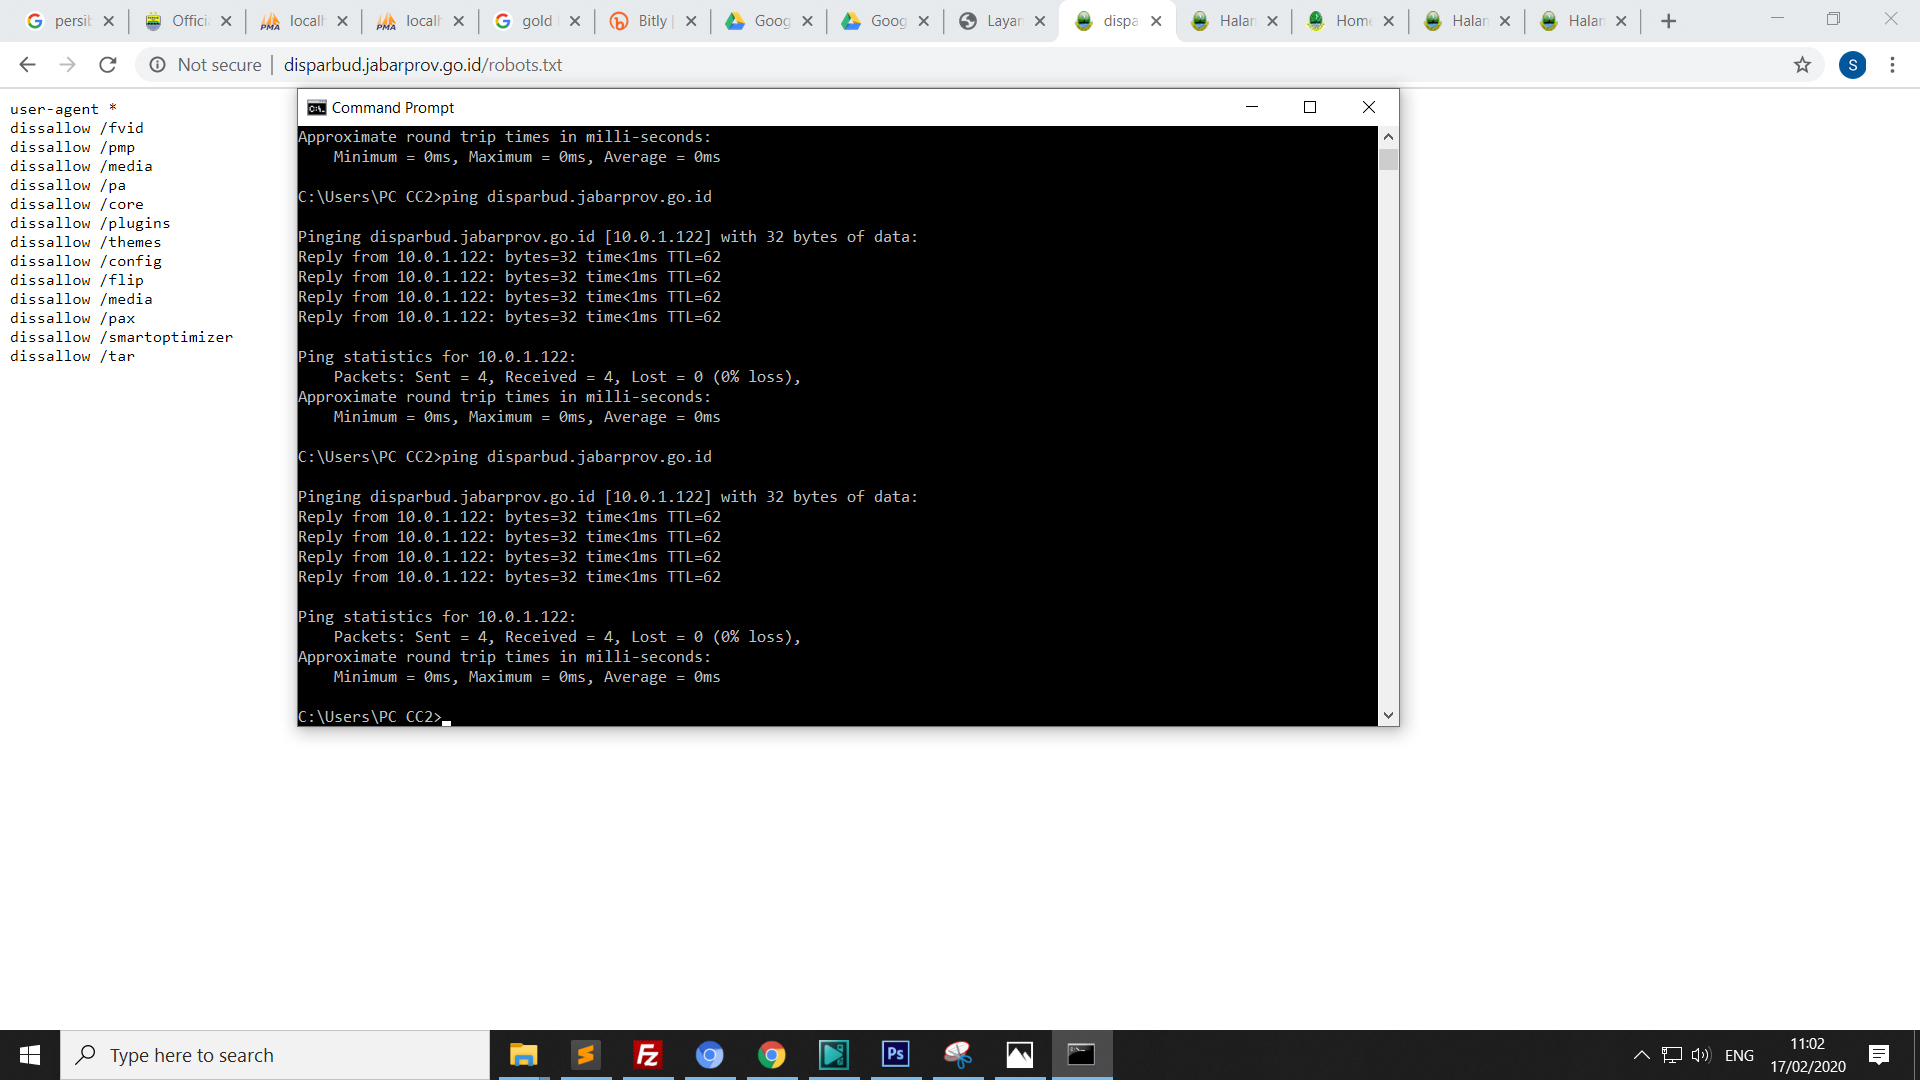 persib
Offici
localh
localh
gold
Bitly |
Goog
Goog
Layan
dispa
Halan
Home
Halan
Halan
Not secure | disparbud.jabarprov.go.id/robots.txt
S
user-agent *
dissallow /fvid
dissallow /pmp
dissallow /media
dissallow /pa
dissallow /core
dissallow /plugins
dissallow /themes
dissallow /config
dissallow /flip
dissallow /media
dissallow /pax
dissallow /smartoptimizer
dissallow /tar
Command Prompt
Approximate round trip times in milli-seconds:
Minimum = 0ms, Maximum = 0ms, Average = 0ms
C:\Users\PC CC2>ping disparbud.jabarprov.go.id
Pinging disparbud.jabarprov.go.id [10.0.1.122] with 32 bytes of data:
Reply from 10.0.1.122: bytes=32 time<1ms TTL=62
Reply from 10.0.1.122: bytes=32 time<1ms TTL=62
Reply from 10.0.1.122: bytes=32 time<1ms TTL=62
Reply from 10.0.1.122: bytes=32 time<1ms TTL=62
Ping statistics for 10.0.1.122:
Packets: Sent = 4, Received = 4, Lost = 0 (0% loss),
Approximate round trip times in milli-seconds:
Minimum = 0ms, Maximum = 0ms, Average = 0ms
C:\Users\PC CC2>ping disparbud.jabarprov.go.id
Pinging disparbud.jabarprov.go.id [10.0.1.122] with 32 bytes of data:
Reply from 10.0.1.122: bytes=32 time<1ms TTL=62
Reply from 10.0.1.122: bytes=32 time<1ms TTL=62
Reply from 10.0.1.122: bytes=32 time<1ms TTL=62
Reply from 10.0.1.122: bytes=32 time<1ms TTL=62
Ping statistics for 10.0.1.122:
Packets: Sent = 4, Received = 4, Lost = 0 (0% loss),
Approximate round trip times in milli-seconds:
Minimum = 0ms, Maximum = 0ms, Average = 0ms
C:\Users\PC CC2>
Type here to search
Ps
ENG
11:02
17/02/2020